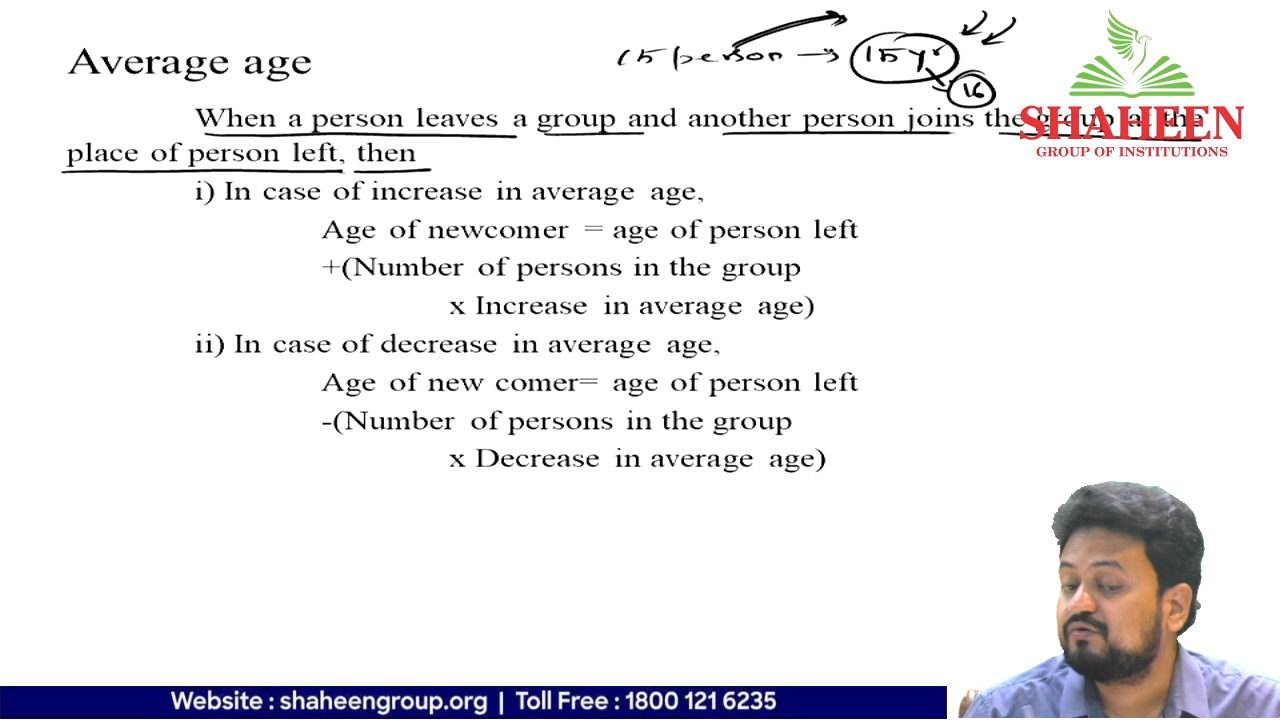 15 person → 15 yr
16
Average age
When a person leaves a group and another person joins the group at the
place of person left, then
i) In case of increase in average age,
Age of newcomer = age of person left
+(Number of persons in the group
x Increase in average age)
ii) In case of decrease in average age,
Age of new comer= age of person left
-(Number of persons in the group
x Decrease in average age)
SHAHEEN
GROUP OF INSTITUTIONS
Website : shaheengroup.org | Toll Free : 1800 121 6235